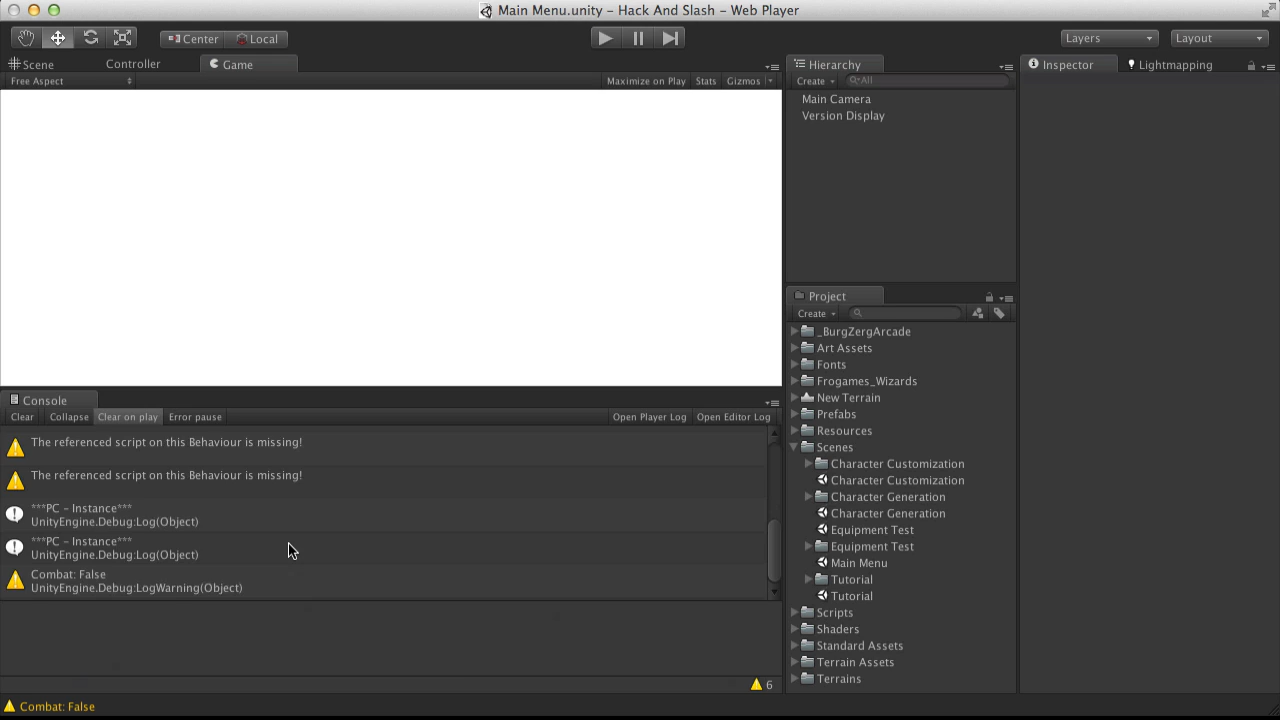 Main Menu.unity – Hack And Slash – Web Player
Center
Local
Layers
Layout
Scene
Controller
Game
Free Aspect
Maximize on Play
Stats
Gizmos
Hierarchy
Create
All
Main Camera
Version Display
Inspector
Lightmapping
Project
Create
_BurgZergArcade
Art Assets
Fonts
Frogames_Wizards
New Terrain
Prefabs
Resources
Scenes
Character Customization
Character Customization
Character Generation
Character Generation
Equipment Test
Equipment Test
Main Menu
Tutorial
Tutorial
Scripts
Shaders
Standard Assets
Terrain Assets
Terrains
Console
Clear
Collapse
Clear on play
Error pause
Open Player Log
Open Editor Log
The referenced script on this Behaviour is missing!
The referenced script on this Behaviour is missing!
***PC – Instance***
UnityEngine.Debug:Log(Object)
***PC – Instance***
UnityEngine.Debug:Log(Object)
Combat: False
UnityEngine.Debug:LogWarning(Object)
6
Combat: False